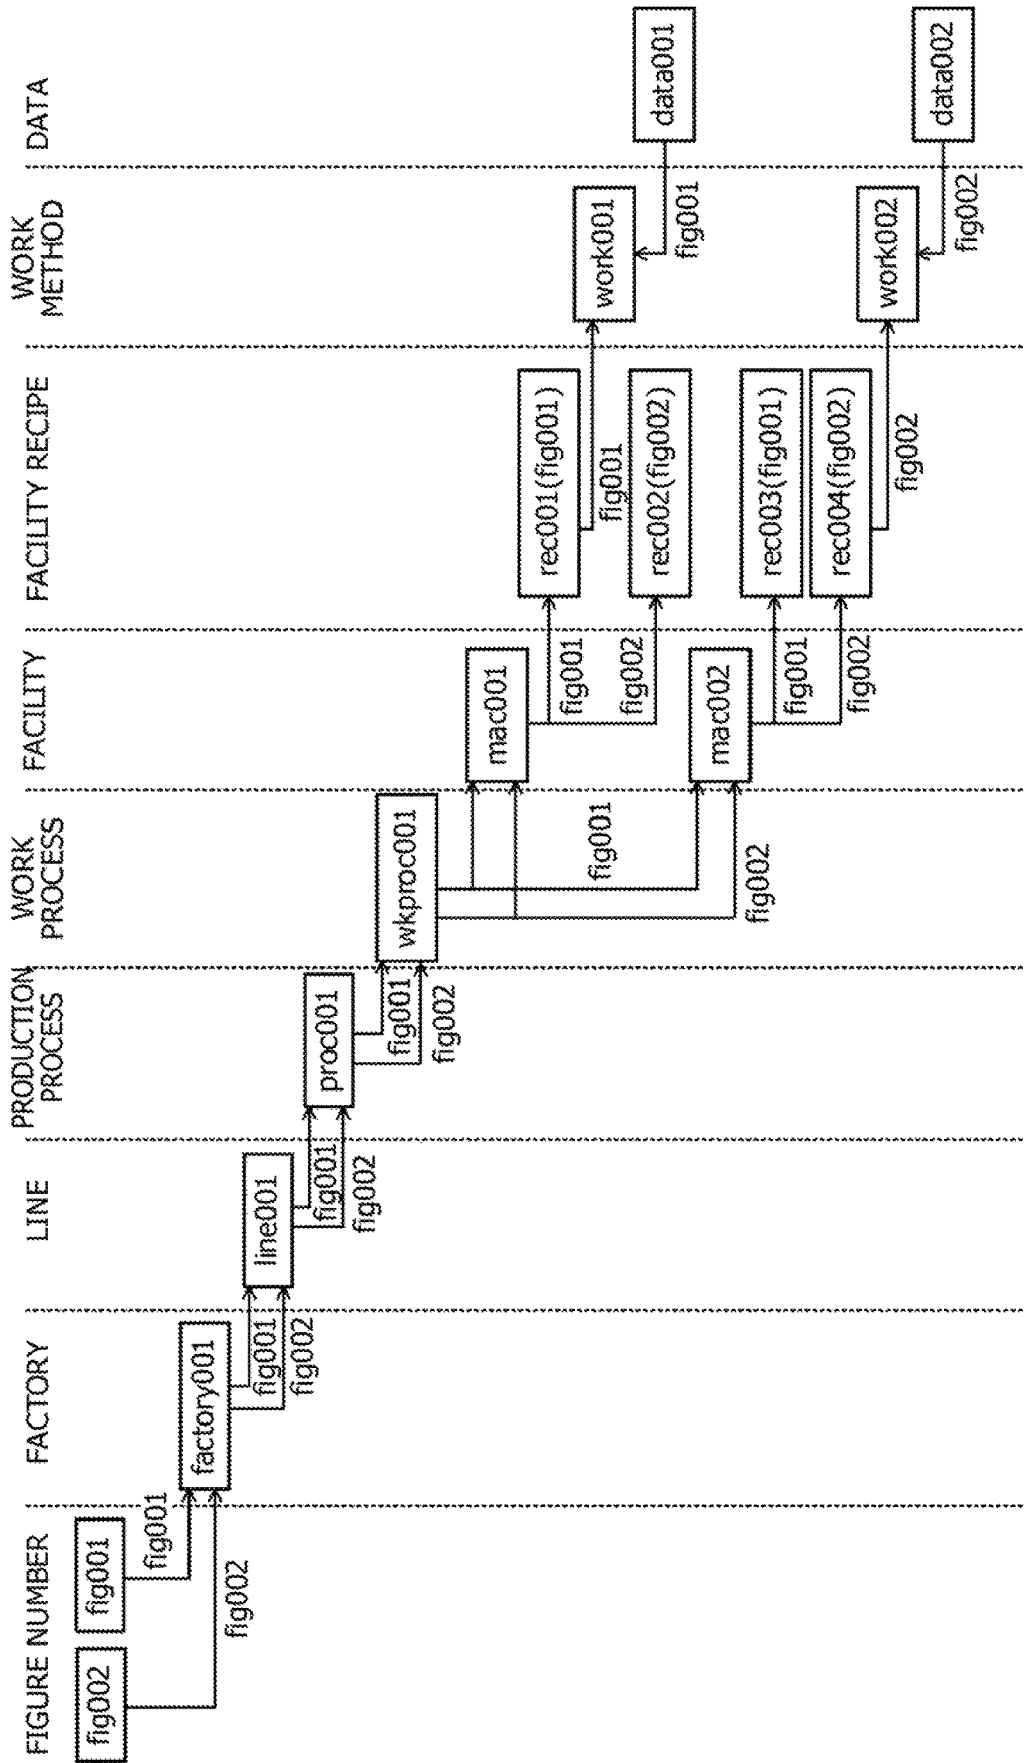 FIGURE NUMBER
FACTORY
LINE
PRODUCTION
PROCESS
WORK
PROCESS
FACILITY
FACILITY RECIPE
WORK
METHOD
DATA
fig002
fig001
fig001
fig002
factory001
fig001
fig002
line001
fig001
fig002
proc001
fig001
fig002
wkproc001
fig001
fig002
mac001
fig001
fig002
mac002
fig001
fig002
rec001(fig001)
fig001
rec002(fig002)
rec003(fig001)
rec004(fig002)
fig002
work001
fig001
work002
fig002
data001
data002